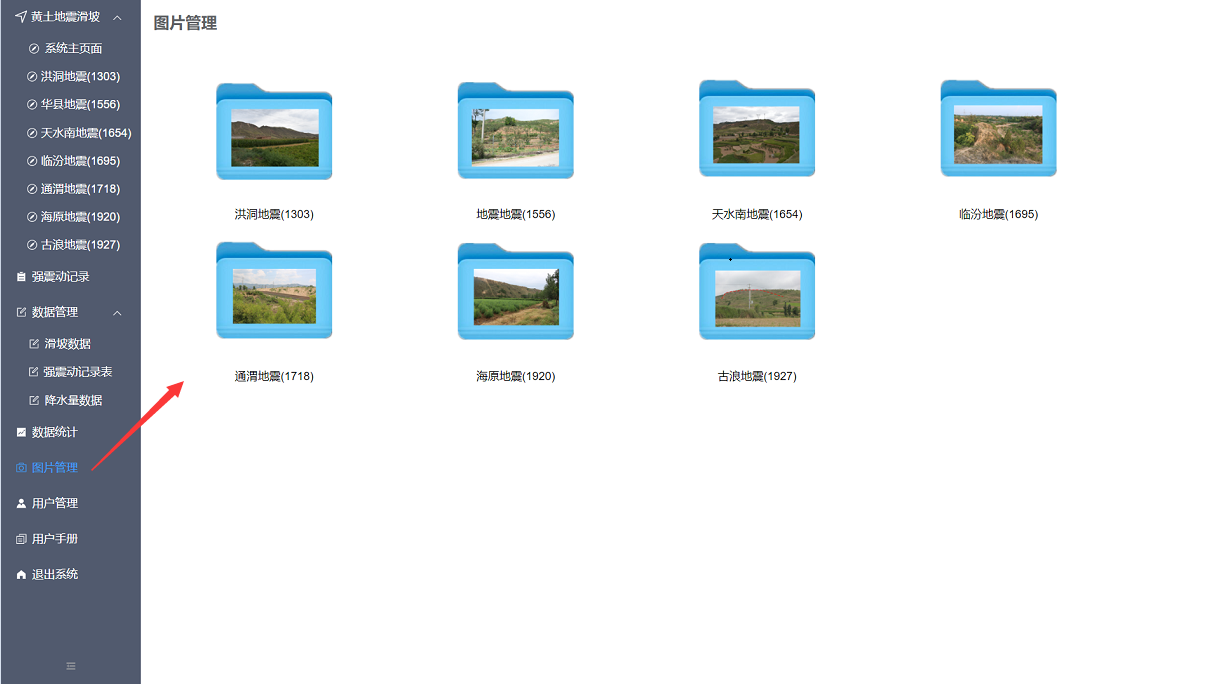 黄土地震滑坡
系统主页面
洪洞地震(1303)
华县地震(1556)
天水南地震(1654)
临汾地震(1695)
通渭地震(1718)
海原地震(1920)
古浪地震(1927)
强震动记录
数据管理
滑坡数据
强震动记录表
降水量数据
数据统计
图片管理
用户管理
用户手册
退出系统
图片管理
洪洞地震(1303)
地震地震(1556)
天水南地震(1654)
临汾地震(1695)
通渭地震(1718)
海原地震(1920)
古浪地震(1927)